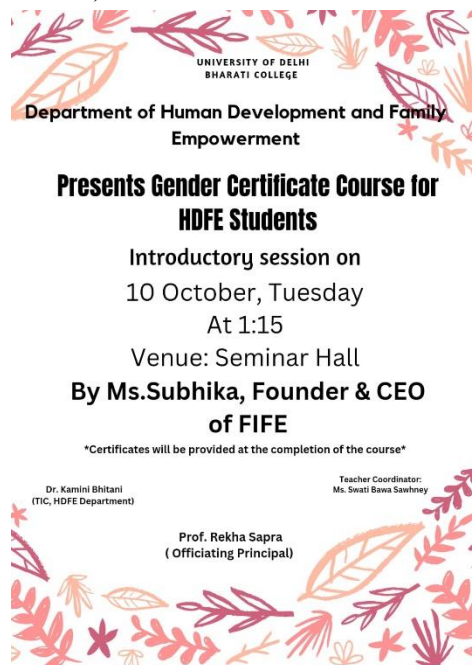 UNIVERSITY OF DELHI
BHARATI COLLEGE
Department of Human Development and Family
Empowerment
Presents Gender Certificate Course for
HDFE Students
Introductory session on
10 October, Tuesday
At 1:15
Venue: Seminar Hall
By Ms.Subhika, Founder & CEO
of FIFE
*Certificates will be provided at the completion of the course*
Dr. Kamini Bhitani
(TIC, HDFE Department)
Teacher Coordinator:
Ms. Swati Bawa Sawhney
Prof. Rekha Sapra
( Officiating Principal)